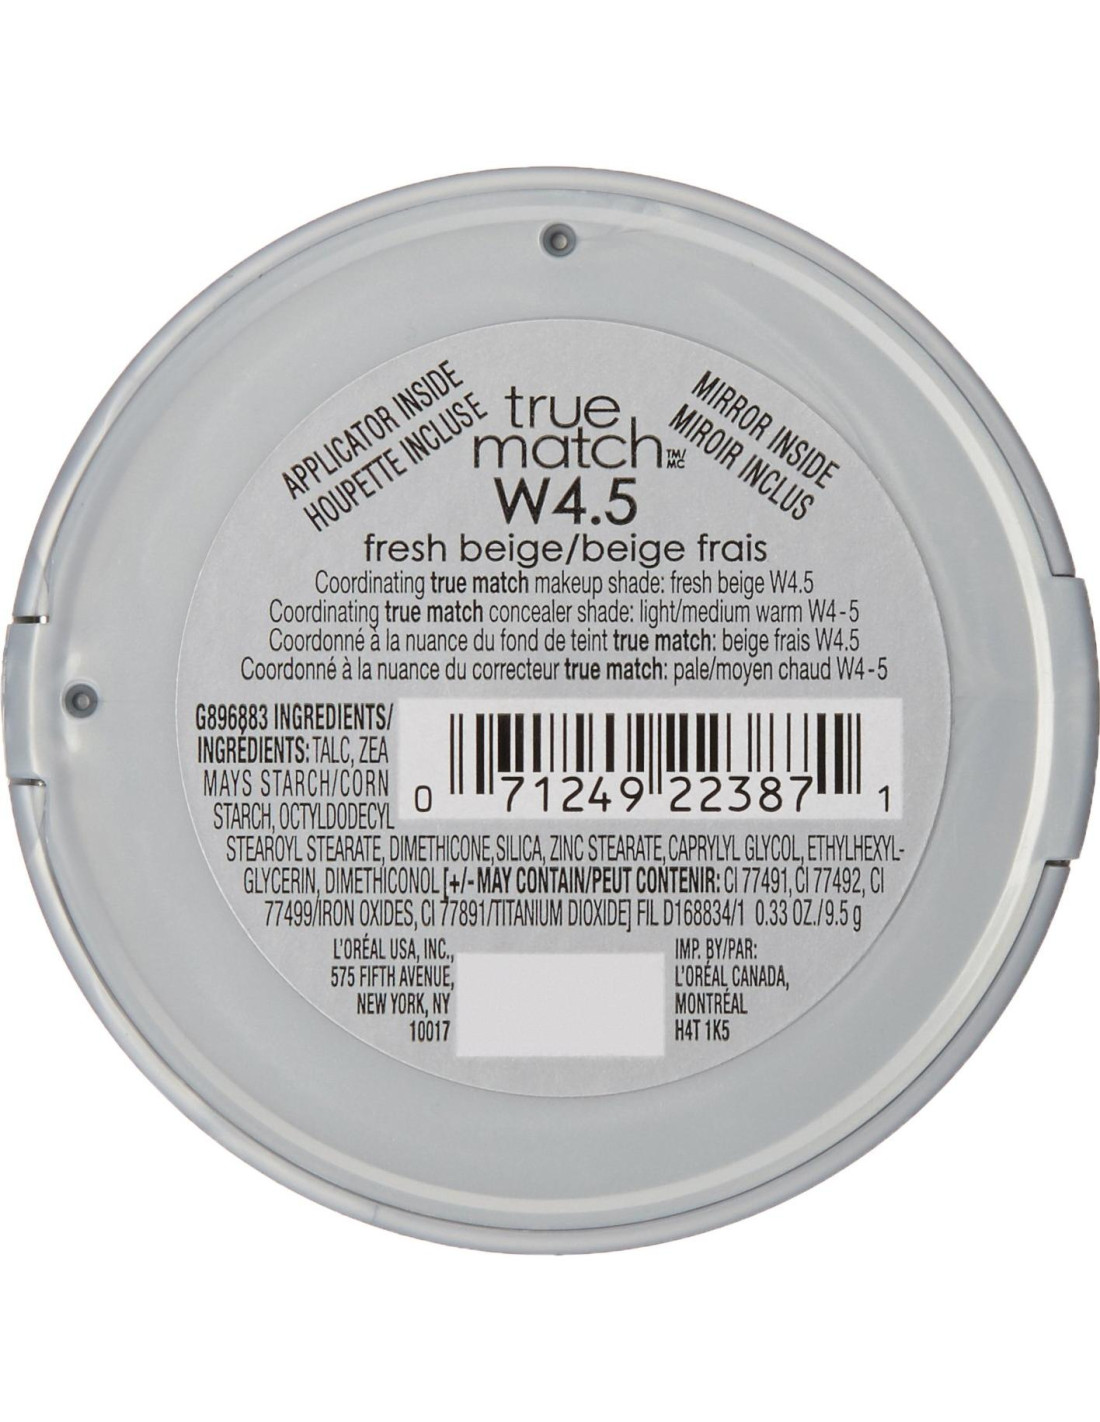 APPLICATOR INSIDE
HOUPETTE INCLUSE
true
match™/MC
MIRROR INSIDE
MIROIR INCLUS
W4.5
fresh beige/beige frais
Coordinating true match makeup shade: fresh beige W4.5
Coordinating true match concealer shade: light/medium warm W4-5
Coordonné à la nuance du fond de teint true match: beige frais W4.5
Coordonné à la nuance du correcteur true match: pale/moyen chaud W4-5
G896883 INGREDIENTS/
INGRÉDIENTS: TALC, ZEA
MAYS STARCH/CORN
STARCH, OCTYLDODECYL
0 71249 22387 1
STEAROYL STEARATE, DIMETHICONE, SILICA, ZINC STEARATE, CAPRYLYL GLYCOL, ETHYLHEXYL-
GLYCERIN, DIMETHICONOL [+/- MAY CONTAIN/PEUT CONTENIR: CI 77491, CI 77492, CI
77499/IRON OXIDES, CI 77891/TITANIUM DIOXIDE] FIL D168834/1 0.33 OZ./9.5 g
L'ORÉAL USA, INC.,
575 FIFTH AVENUE,
NEW YORK, NY
10017
IMP. BY/PAR:
L'ORÉAL CANADA,
MONTRÉAL
H4T 1K5